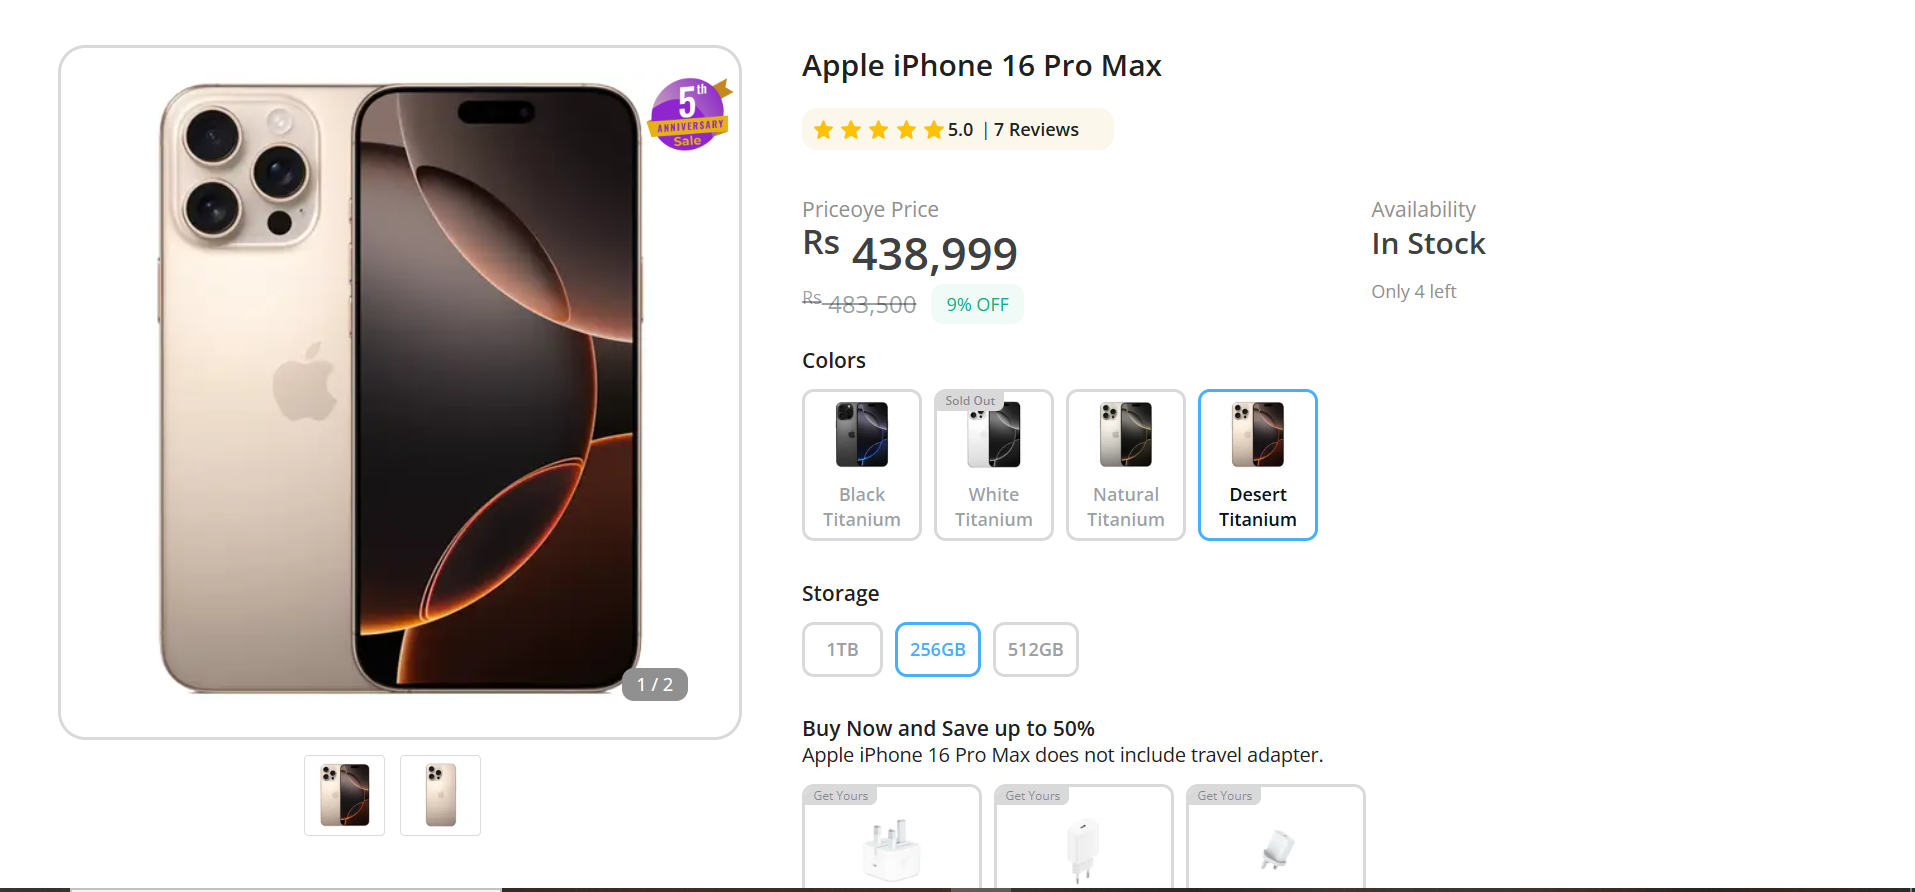 5th
ANNIVERSARY
Sale
1 / 2
Apple iPhone 16 Pro Max
5.0 | 7 Reviews
Priceoye Price
Rs 438,999
Rs 483,500
9% OFF
Availability
In Stock
Only 4 left
Colors
Black
Titanium
Sold Out
White
Titanium
Natural
Titanium
Desert
Titanium
Storage
1TB
256GB
512GB
Buy Now and Save up to 50%
Apple iPhone 16 Pro Max does not include travel adapter.
Get Yours
Get Yours
Get Yours